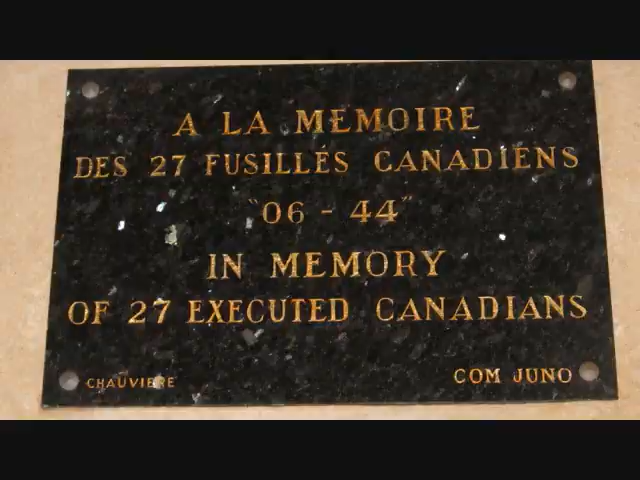 A LA MEMOIRE
DES 27 FUSILLÉS CANADIENS
"06 - 44"
IN MEMORY
OF 27 EXECUTED CANADIANS
CHAUVIERE COM JUNO